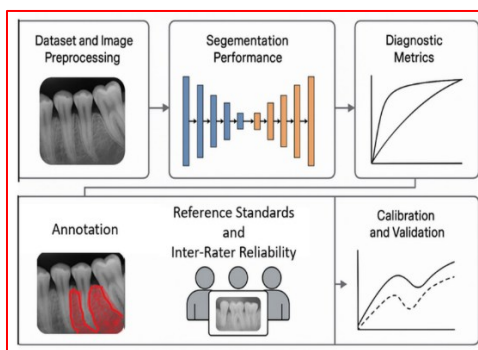 Dataset and Image
Preprocessing
Segementation
Performance
Diagnostic
Metrics
Annotation
Reference Standards
and
Inter-Rater Reliability
Calibration
and Validation